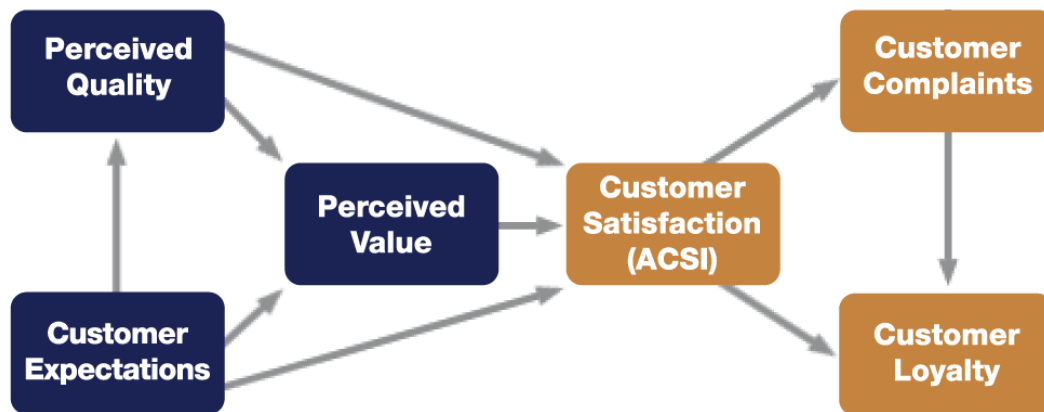 Perceived
Quality
Customer
Complaints
Perceived
Value
Customer
Satisfaction
(ACSI)
Customer
Expectations
Customer
Loyalty